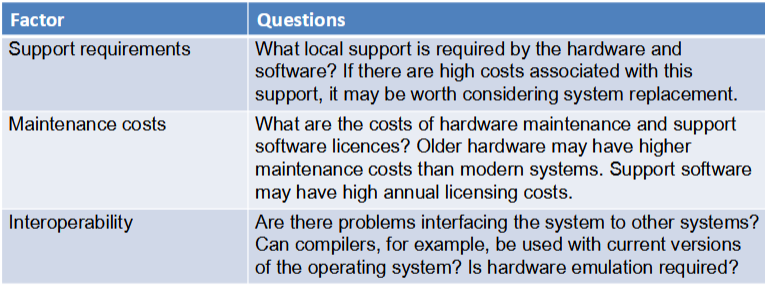 Factor Questions
Support requirements What local support is required by the hardware and
software? If there are high costs associated with this
support, it may be worth considering system replacement.
Maintenance costs What are the costs of hardware maintenance and support
software licences? Older hardware may have higher
maintenance costs than modern systems. Support software
may have high annual licensing costs.
Interoperability Are there problems interfacing the system to other systems?
Can compilers, for example, be used with current versions
of the operating system? Is hardware emulation required?